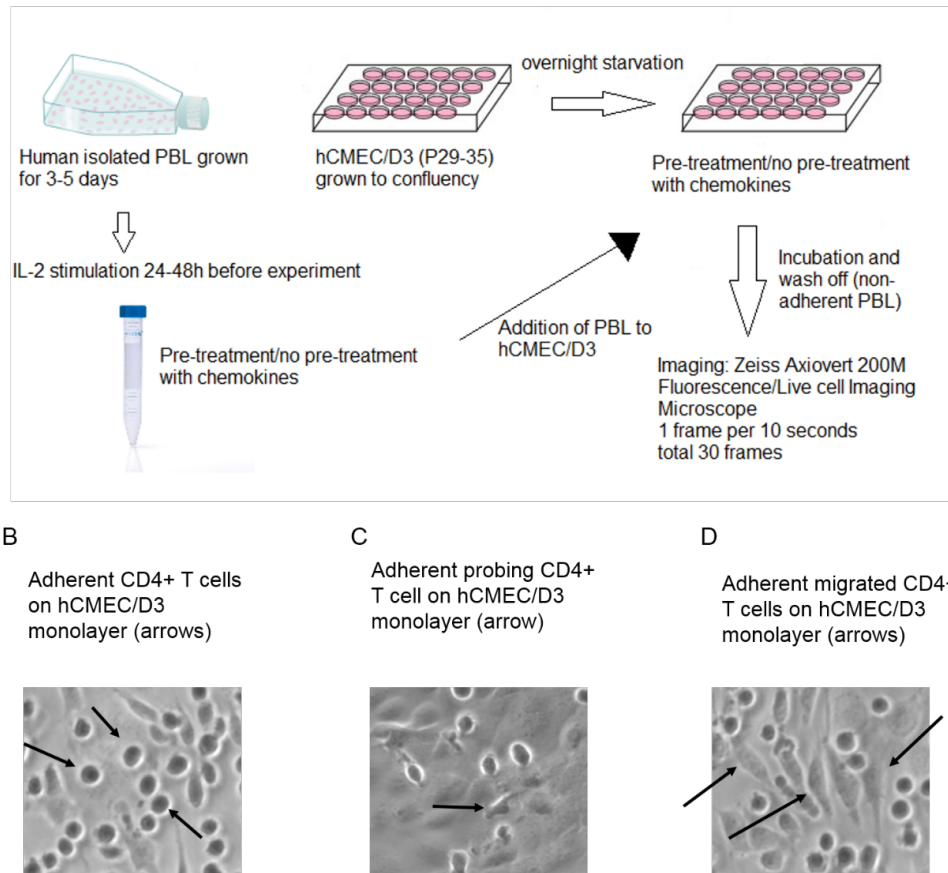 overnight starvation
Human isolated PBL grown
for 3-5 days
hCMEC/D3 (P29-35)
grown to confluency
Pre-treatment/no pre-treatment
with chemokines
IL-2 stimulation 24-48h before experiment
Incubation and
wash off (non-
adherent PBL)
Pre-treatment/no pre-treatment
with chemokines
Addition of PBL to
hCMEC/D3
Imaging: Zeiss Axiovert 200M
Fluorescence/Live cell Imaging
Microscope
1 frame per 10 seconds
total 30 frames
B
Adherent CD4+ T cells
on hCMEC/D3
monolayer (arrows)
C
Adherent probing CD4+
T cell on hCMEC/D3
monolayer (arrow)
D
Adherent migrated CD4-
T cells on hCMEC/D3
monolayer (arrows)